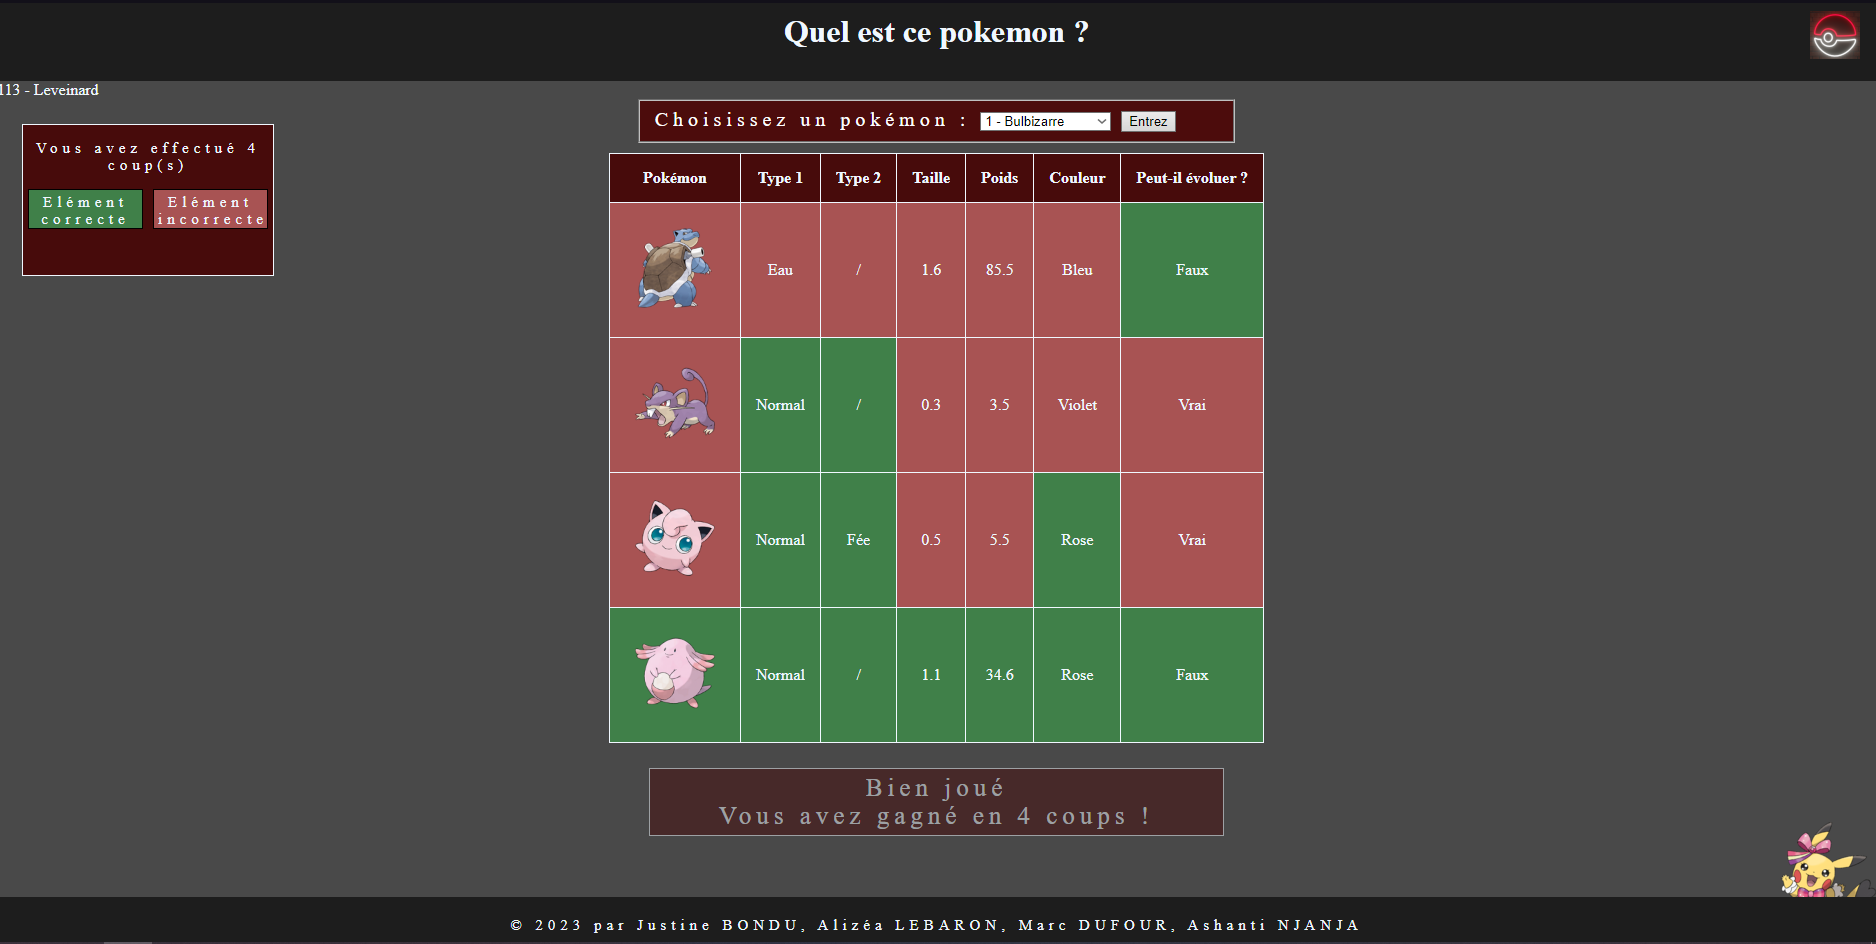 Quel est ce pokemon ?
113 - Leveinard
Vous avez effectué 4
coup(s)
Elément
correcte
Elément
incorrecte
Choisissez un pokémon : 1 - Bulbizarre Entrez
Pokémon Type 1 Type 2 Taille Poids Couleur Peut-il évoluer ?
Eau / 1.6 85.5 Bleu Faux
Normal / 0.3 3.5 Violet Vrai
Normal Fée 0.5 5.5 Rose Vrai
Normal / 1.1 34.6 Rose Faux
Bien joué
Vous avez gagné en 4 coups !
© 2023 par Justine BONDU, Alizéa LEBARON, Marc DUFOUR, Ashanti NJANJA